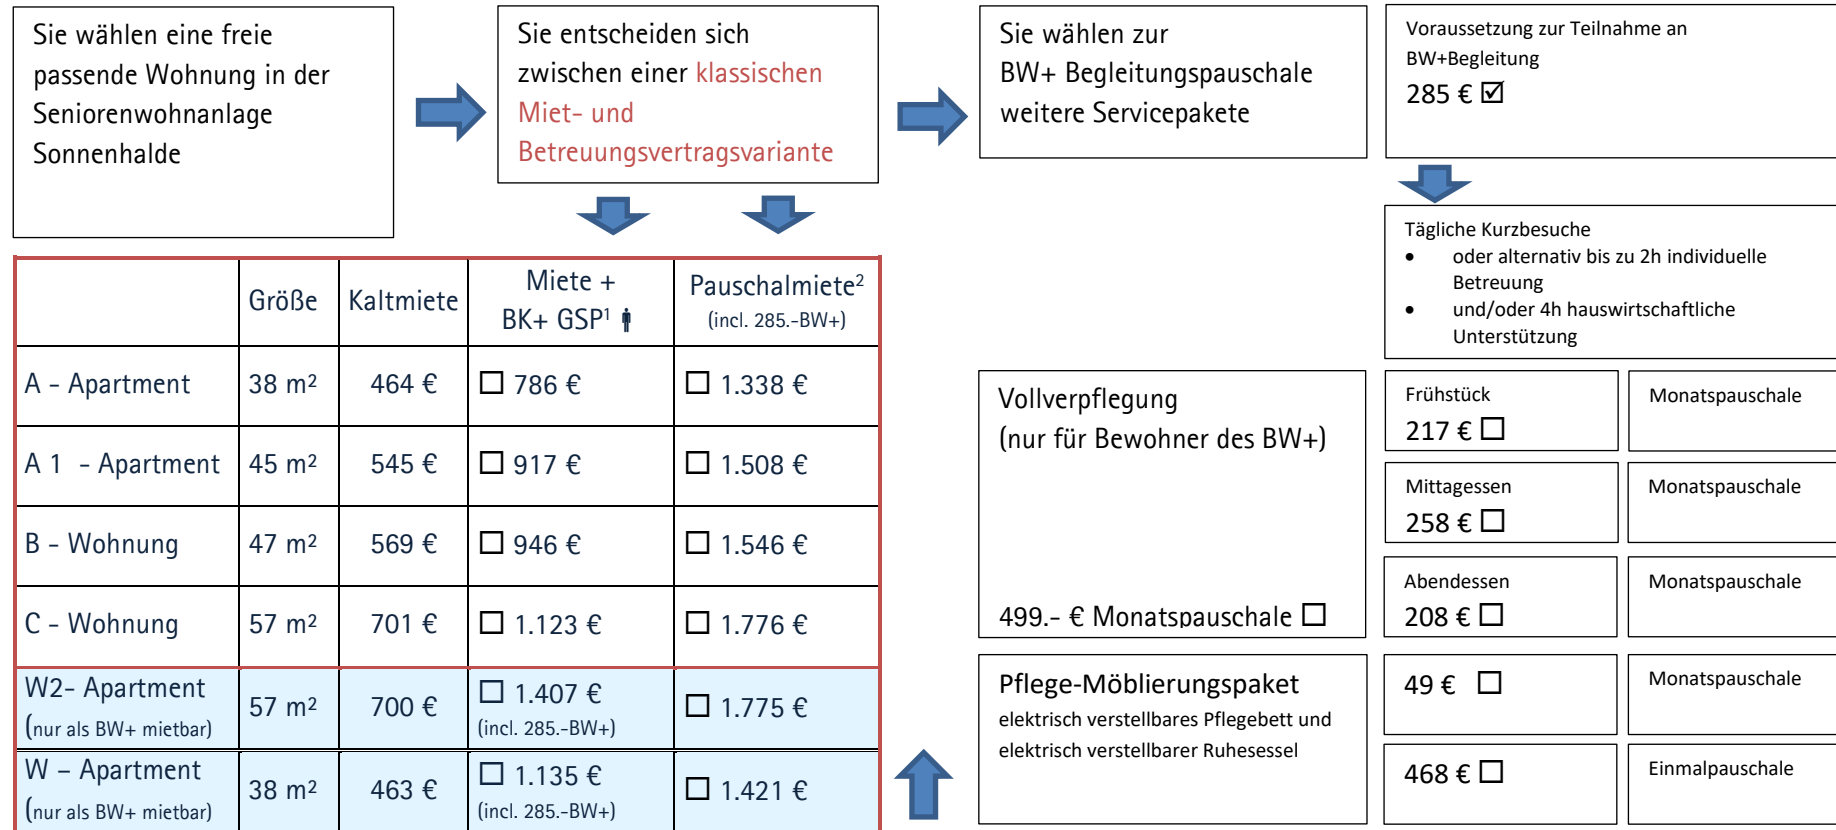 Sie wählen eine freie
passende Wohnung in der
Seniorenwohnanlage
Sonnenhalde
Sie entscheiden sich
zwischen einer klassischen
Miet- und
Betreuungsvertragsvariante
Sie wählen zur
BW+ Begleitungspauschale
weitere Servicepakete
Voraussetzung zur Teilnahme an
BW+Begleitung
285 € ☑
Tägliche Kurzbesuche
• oder alternativ bis zu 2h individuelle
Betreuung
• und/oder 4h hauswirtschaftliche
Unterstützung
Größe
Kaltmiete
Miete +
BK+ GSP¹
Pauschalmiete²
(incl. 285.-BW+)
A - Apartment 38 m² 464 € ☐ 786 € ☐ 1.338 €
A 1 - Apartment 45 m² 545 € ☐ 917 € ☐ 1.508 €
B - Wohnung 47 m² 569 € ☐ 946 € ☐ 1.546 €
C - Wohnung 57 m² 701 € ☐ 1.123 € ☐ 1.776 €
W2- Apartment
(nur als BW+ mietbar)
57 m² 700 €
☐ 1.407 €
(incl. 285.-BW+)
☐ 1.775 €
W – Apartment
(nur als BW+ mietbar)
38 m² 463 €
☐ 1.135 €
(incl. 285.-BW+)
☐ 1.421 €
Vollverpflegung
(nur für Bewohner des BW+)
499.- € Monatspauschale ☐
Frühstück
217 € ☐
Monatspauschale
Mittagessen
258 € ☐
Monatspauschale
Abendessen
208 € ☐
Monatspauschale
Pflege-Möblierungspaket
elektrisch verstellbares Pflegebett und
elektrisch verstellbarer Ruhesessel
49 € ☐
Monatspauschale
468 € ☐
Einmalpauschale